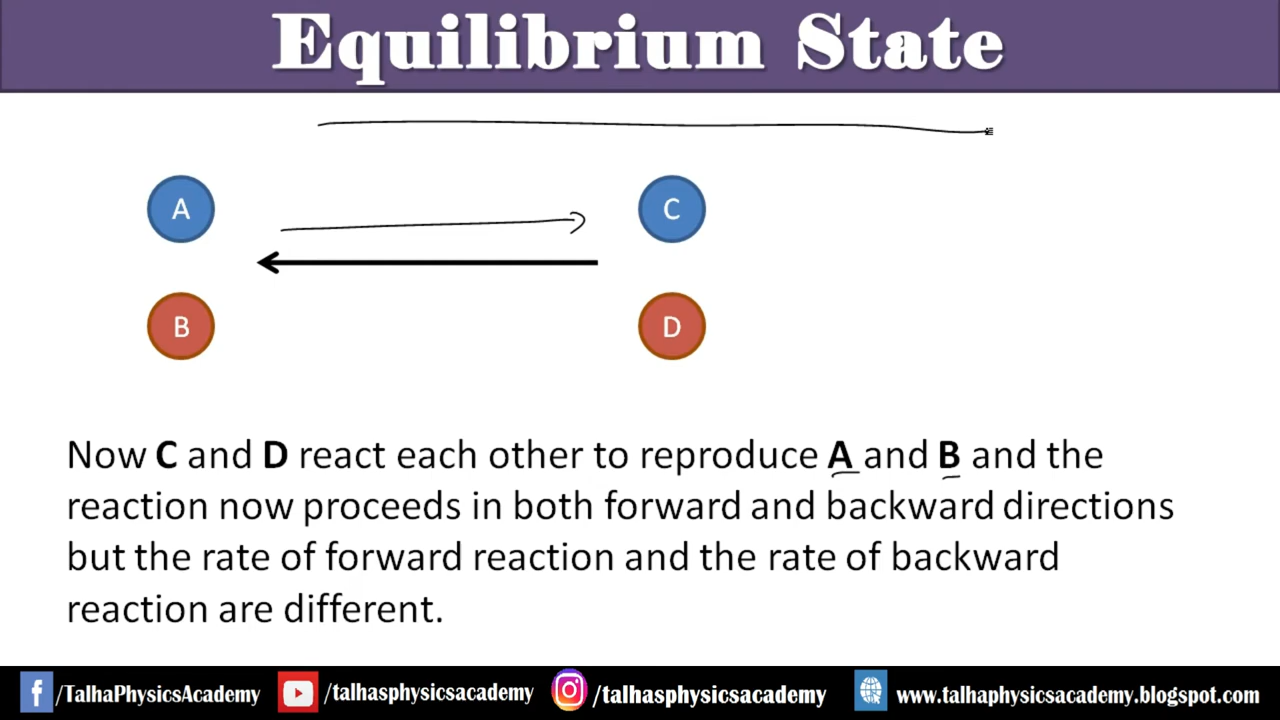 Equilibrium State
A
C
B
D
Now C and D react each other to reproduce A and B and the
reaction now proceeds in both forward and backward directions
but the rate of forward reaction and the rate of backward
reaction are different.
/TalhaPhysicsAcademy /talhasphysicsacademy /talhasphysicsacademy www.talhaphysicsacademy.blogspot.com